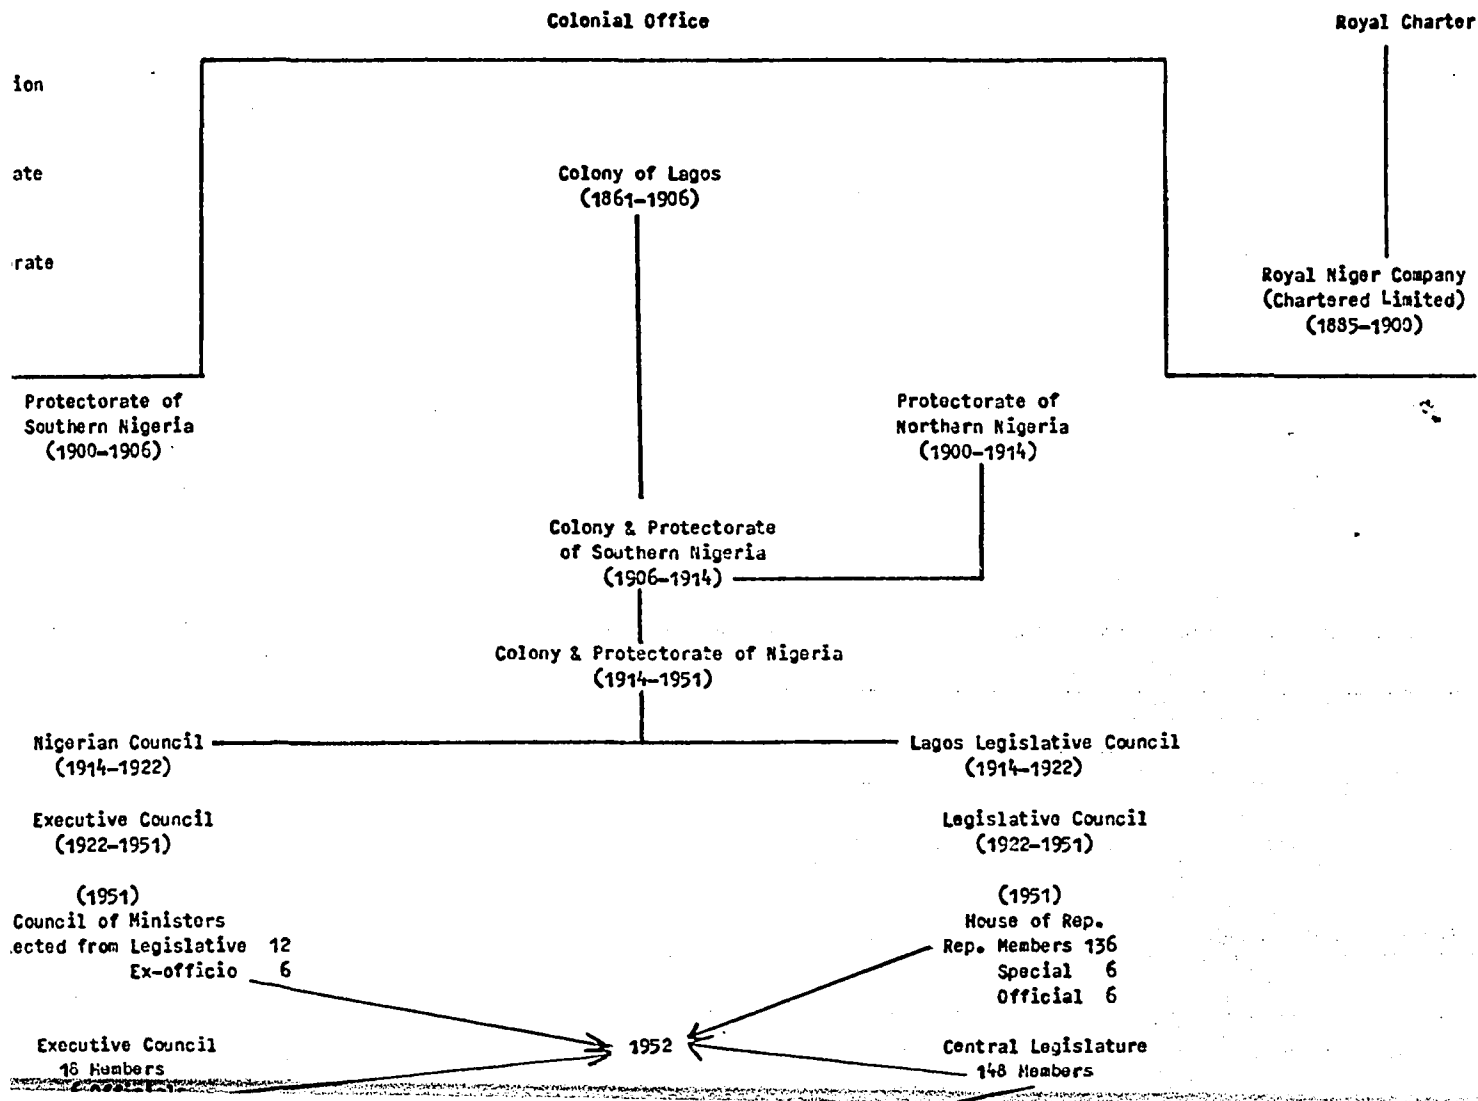 Colonial Office
Royal Charter
ion
ate
rate
Colony of Lagos
(1861-1906)
Royal Niger Company
(Chartered Limited)
(1885-1900)
Protectorate of
Southern Nigeria
(1900-1906)
Protectorate of
Northern Nigeria
(1900-1914)
Colony & Protectorate
of Southern Nigeria
(1906-1914)
Colony & Protectorate of Nigeria
(1914-1951)
Nigerian Council
(1914-1922)
Lagos Legislative Council
(1914-1922)
Executive Council
(1922-1951)
Legislative Council
(1922-1951)
(1951)
Council of Ministers
ected from Legislative 12
Ex-officio 6
(1951)
House of Rep.
Rep. Members 136
Special 6
Official 6
1952
Executive Council
18 Members
Central Legislature
148 Members